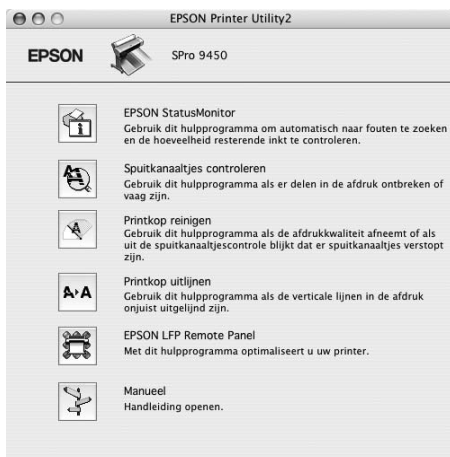 EPSON Printer Utility2
EPSON
SPro 9450
EPSON StatusMonitor
Gebruik dit hulpprogramma om automatisch naar fouten te zoeken
en de hoeveelheid resterende inkt te controleren.
Spuitkanaaltjes controleren
Gebruik dit hulpprogramma als er delen in de afdruk ontbreken of
vaag zijn.
Printkop reinigen
Gebruik dit hulpprogramma als de afdrukkwaliteit afneemt of als
uit de spuitkanaaltjescontrole blijkt dat er spuitkanaaltjes verstopt
zijn.
A›A
Printkop uitlijnen
Gebruik dit hulpprogramma als de verticale lijnen in de afdruk
onjuist uitgelijnd zijn.
EPSON LFP Remote Panel
Met dit hulpprogramma optimaliseert u uw printer.
Manueel
Handleiding openen.